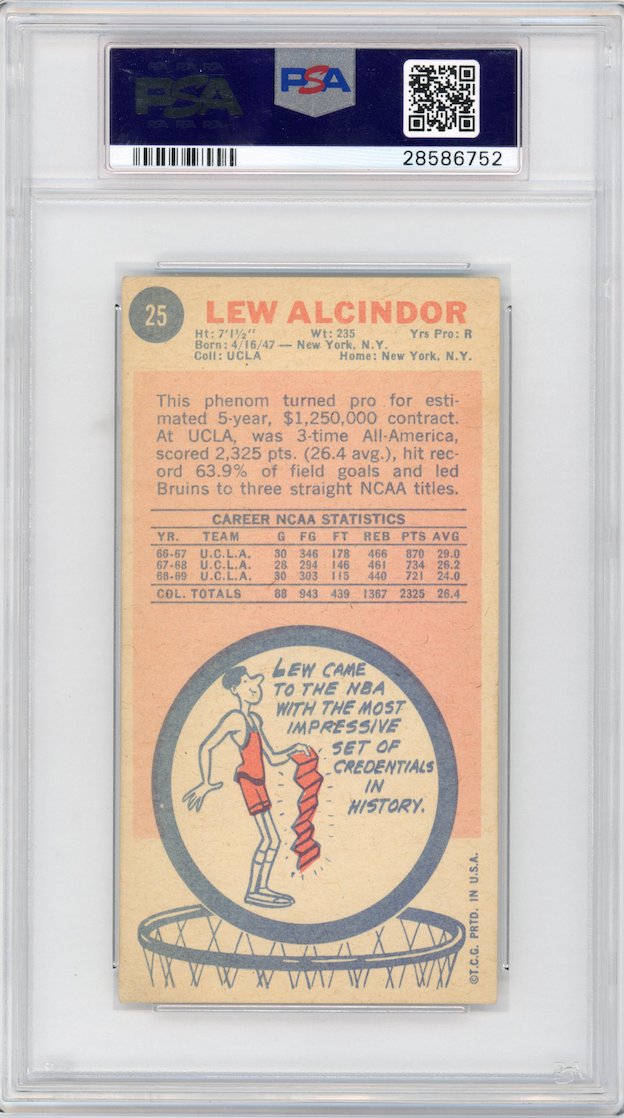 PSA
PSA
28586752
25 LEW ALCINDOR
Ht: 7'1½" Wt: 235 Yrs Pro: R
Born: 4/16/47 — New York, N.Y.
Coll: UCLA Home: New York, N.Y.
This phenom turned pro for esti-
mated 5-year, $1,250,000 contract.
At UCLA, was 3-time All-America,
scored 2,325 pts. (26.4 avg.), hit rec-
ord 63.9% of field goals and led
Bruins to three straight NCAA titles.
CAREER NCAA STATISTICS
YR. TEAM G FG FT REB PTS AVG
66-67 U.C.L.A. 30 346 178 466 870 29.0
67-68 U.C.L.A. 28 294 146 461 734 26.2
68-69 U.C.L.A. 30 303 115 440 721 24.0
COL. TOTALS 88 943 439 1367 2325 26.4
LEW CAME
TO THE NBA
WITH THE MOST
IMPRESSIVE
SET OF
CREDENTIALS
IN
HISTORY.
©T.C.G. PRTD. IN U.S.A.